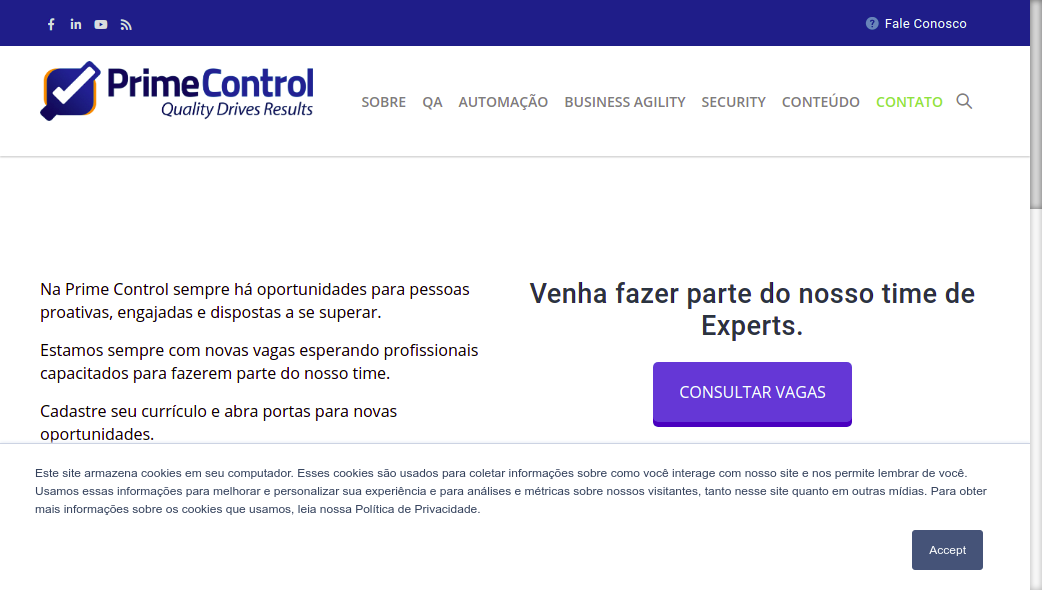 Fale Conosco
PrimeControl
Quality Drives Results
SOBRE QA AUTOMAÇÃO BUSINESS AGILITY SECURITY CONTEÚDO CONTATO
Na Prime Control sempre há oportunidades para pessoas
proativas, engajadas e dispostas a se superar.
Estamos sempre com novas vagas esperando profissionais
capacitados para fazerem parte do nosso time.
Cadastre seu currículo e abra portas para novas
oportunidades.
Venha fazer parte do nosso time de
Experts.
CONSULTAR VAGAS
Este site armazena cookies em seu computador. Esses cookies são usados para coletar informações sobre como você interage com nosso site e nos permite lembrar de você.
Usamos essas informações para melhorar e personalizar sua experiência e para análises e métricas sobre nossos visitantes, tanto nesse site quanto em outras mídias. Para obter
mais informações sobre os cookies que usamos, leia nossa Política de Privacidade.
Accept